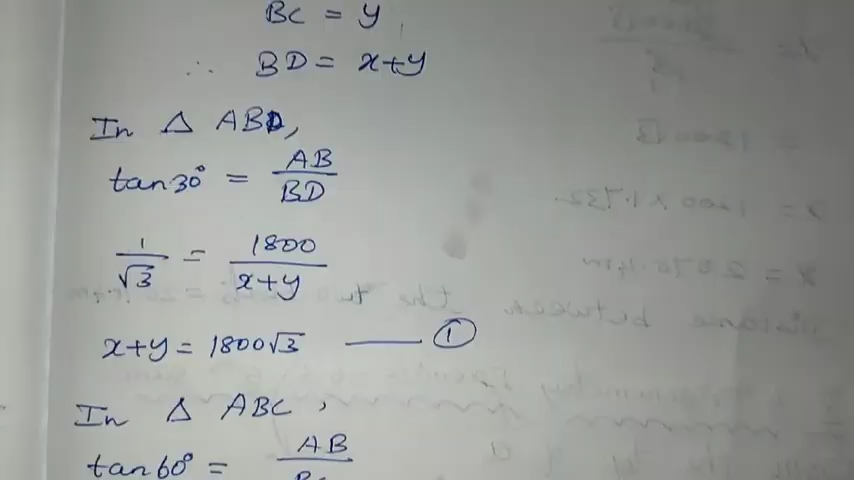 BC = y
∴ BD = x+y
In △ ABD,
tan30° = AB/BD
1/√3 = 1800/x+y
x+y = 1800√3 —— ①
In △ ABC,
tan60° = AB